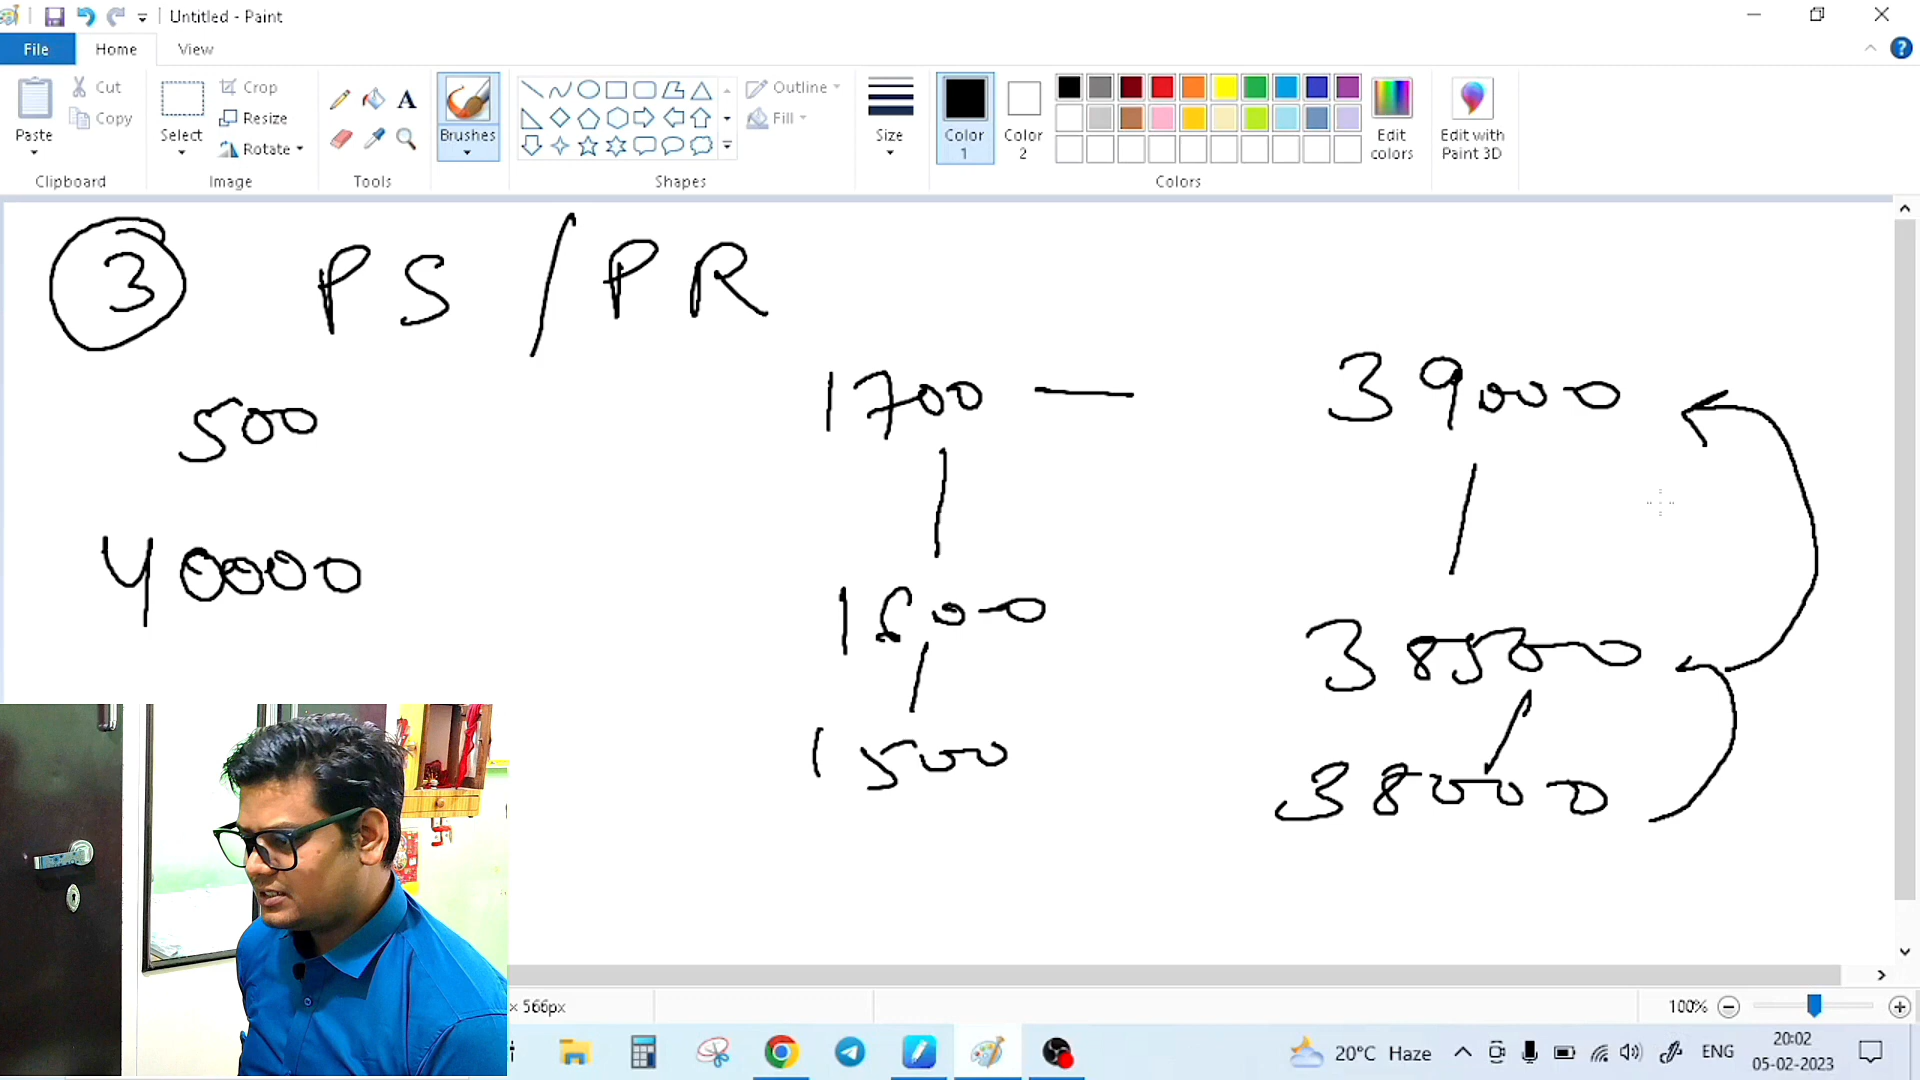 Untitled - Paint
File Home View
Paste
Cut
Copy
Clipboard
Select
Crop
Resize
Rotate
Image
A
Tools
Brushes
Shapes
Outline
Fill
Size
Color 1
Color 2
Edit colors
Colors
Edit with Paint 3D
3 PS / PR
500
1700 — 39000
40000
1600
38500
1500
38000
× 566px
100%
20°C Haze
ENG
20:02
05-02-2023